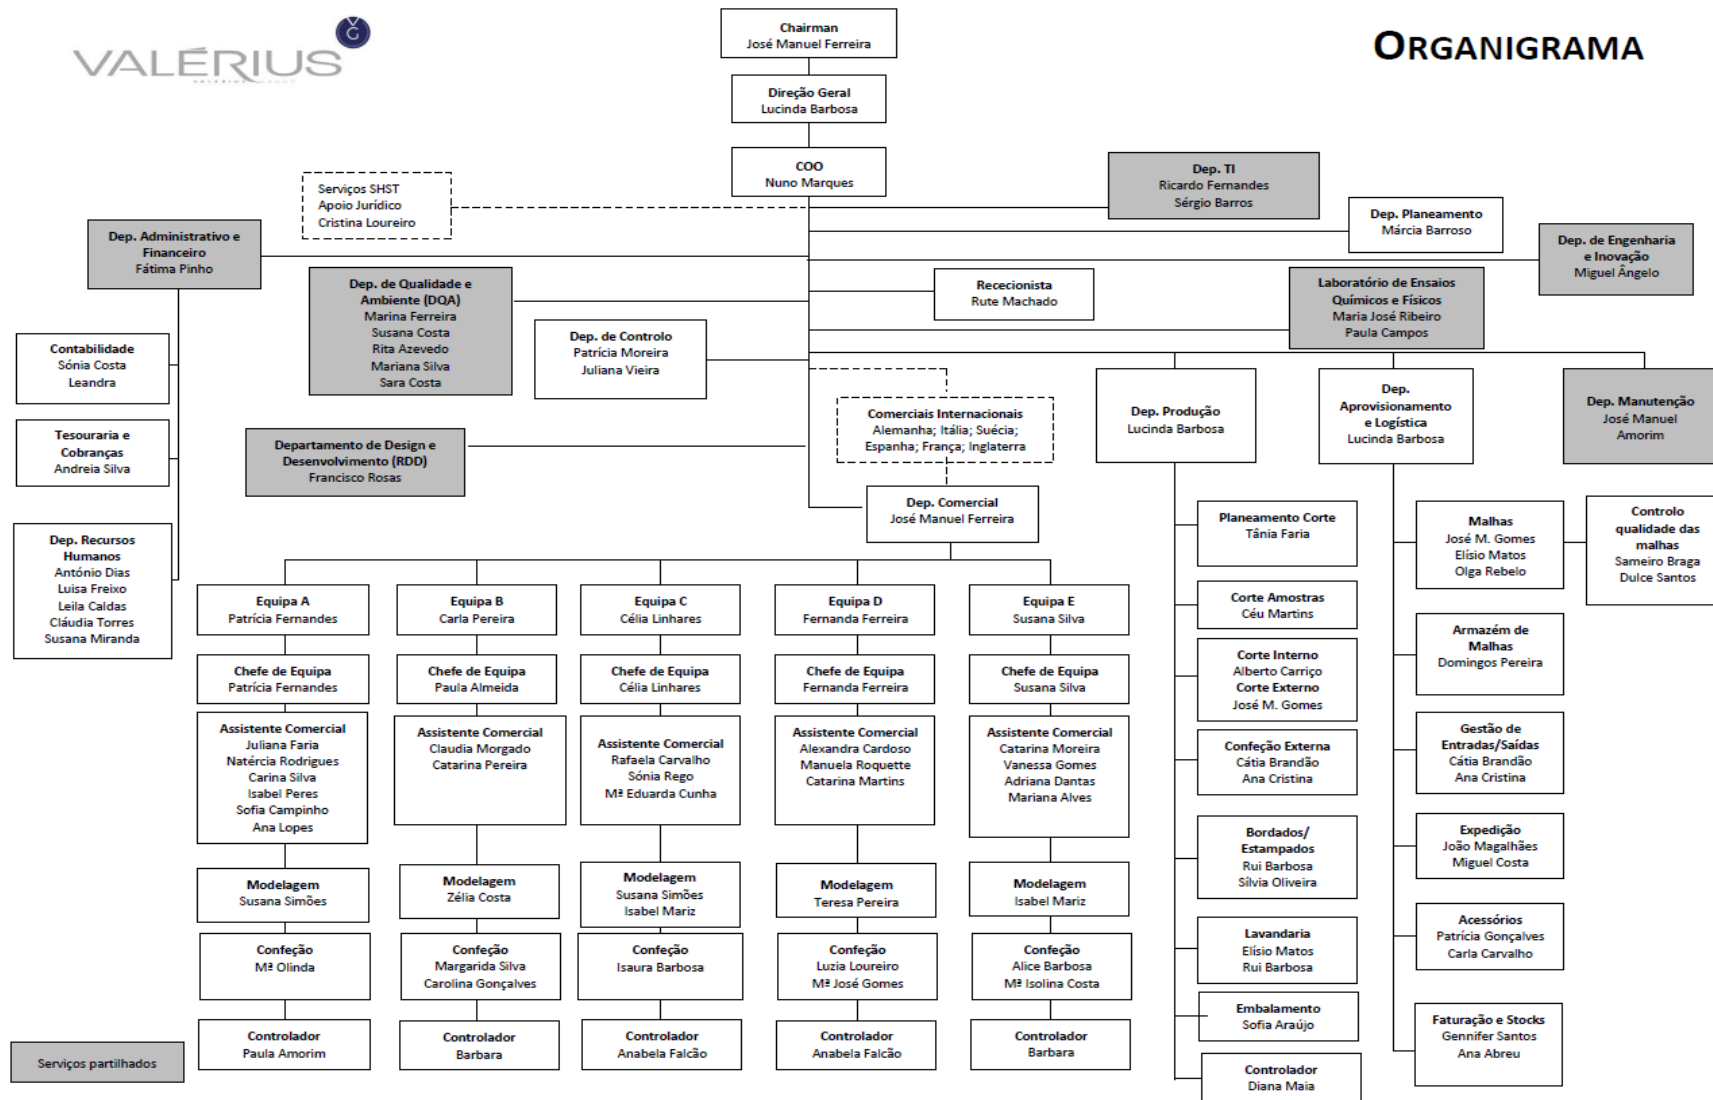 VALÉRIUS
VG
ORGANIGRAMA
Chairman
José Manuel Ferreira
Direção Geral
Lucinda Barbosa
COO
Nuno Marques
Serviços SHST
Apoio Jurídico
Cristina Loureiro
Dep. TI
Ricardo Fernandes
Sérgio Barros
Dep. Planeamento
Márcia Barroso
Dep. Administrativo e
Financeiro
Fátima Pinho
Dep. de Engenharia
e Inovação
Miguel Ângelo
Dep. de Qualidade e
Ambiente (DQA)
Marina Ferreira
Susana Costa
Rita Azevedo
Mariana Silva
Sara Costa
Rececionista
Rute Machado
Laboratório de Ensaios
Químicos e Físicos
Maria José Ribeiro
Paula Campos
Dep. de Controlo
Patrícia Moreira
Juliana Vieira
Contabilidade
Sónia Costa
Leandra
Tesouraria e
Cobranças
Andreia Silva
Dep. Recursos
Humanos
António Dias
Luisa Freixo
Leila Caldas
Cláudia Torres
Susana Miranda
Departamento de Design e
Desenvolvimento (RDD)
Francisco Rosas
Comerciais Internacionais
Alemanha; Itália; Suécia;
Espanha; França; Inglaterra
Dep. Comercial
José Manuel Ferreira
Dep. Produção
Lucinda Barbosa
Dep.
Aprovisionamento
e Logística
Lucinda Barbosa
Dep. Manutenção
José Manuel
Amorim
Equipa A
Patrícia Fernandes
Chefe de Equipa
Patrícia Fernandes
Assistente Comercial
Juliana Faria
Natércia Rodrigues
Carina Silva
Isabel Peres
Sofia Campinho
Ana Lopes
Modelagem
Susana Simões
Confeção
Mª Olinda
Controlador
Paula Amorim
Equipa B
Carla Pereira
Chefe de Equipa
Paula Almeida
Assistente Comercial
Claudia Morgado
Catarina Pereira
Modelagem
Zélia Costa
Confeção
Margarida Silva
Carolina Gonçalves
Controlador
Barbara
Equipa C
Célia Linhares
Chefe de Equipa
Célia Linhares
Assistente Comercial
Rafaela Carvalho
Sónia Rego
Mª Eduarda Cunha
Modelagem
Susana Simões
Isabel Mariz
Confeção
Isaura Barbosa
Controlador
Anabela Falcão
Equipa D
Fernanda Ferreira
Chefe de Equipa
Fernanda Ferreira
Assistente Comercial
Alexandra Cardoso
Manuela Roquette
Catarina Martins
Modelagem
Teresa Pereira
Confeção
Luzia Loureiro
Mª José Gomes
Controlador
Anabela Falcão
Equipa E
Susana Silva
Chefe de Equipa
Susana Silva
Assistente Comercial
Catarina Moreira
Vanessa Gomes
Adriana Dantas
Mariana Alves
Modelagem
Isabel Mariz
Confeção
Alice Barbosa
Mª Isolina Costa
Controlador
Barbara
Planeamento Corte
Tânia Faria
Corte Amostras
Céu Martins
Corte Interno
Alberto Carriço
Corte Externo
José M. Gomes
Confeção Externa
Cátia Brandão
Ana Cristina
Bordados/
Estampados
Rui Barbosa
Sílvia Oliveira
Lavandaria
Elísio Matos
Rui Barbosa
Embalamento
Sofia Araújo
Controlador
Diana Maia
Malhas
José M. Gomes
Elísio Matos
Olga Rebelo
Controlo
qualidade das
malhas
Sameiro Braga
Dulce Santos
Armazém de
Malhas
Domingos Pereira
Gestão de
Entradas/Saídas
Cátia Brandão
Ana Cristina
Expedição
João Magalhães
Miguel Costa
Acessórios
Patrícia Gonçalves
Carla Carvalho
Faturação e Stocks
Gennifer Santos
Ana Abreu
Serviços partilhados